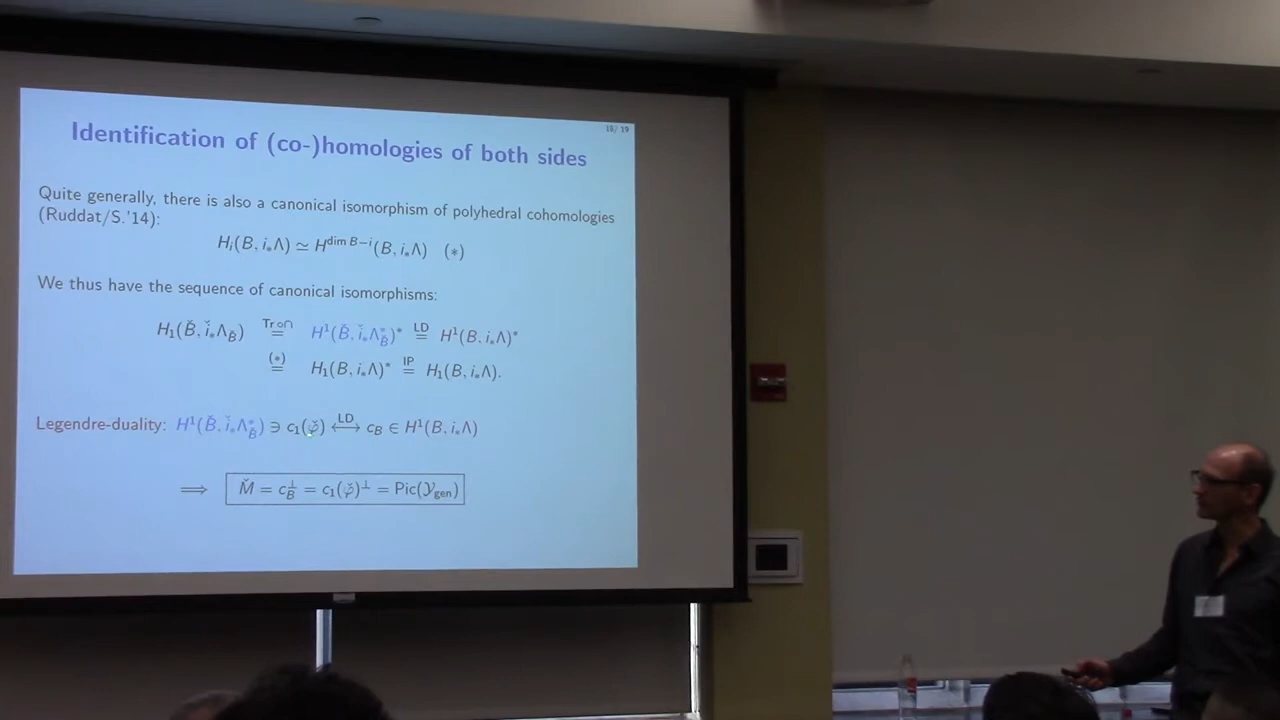 18/ 19
Identification of (co-)homologies of both sides
Quite generally, there is also a canonical isomorphism of polyhedral cohomologies
(Ruddat/S.'14):
Hᵢ(B, i₊Λ) ≃ H^{dim B−i}(B, i₊Λ) (∗)
We thus have the sequence of canonical isomorphisms:
H₁(B̌, ǐ₊Λ_B̌) =^{Tr∘∩} H¹(B̌, ǐ₊Λ*_B̌)* =^{LD} H¹(B, i₊Λ)*
=^{(∗)} H₁(B, i₊Λ)* =^{IP} H₁(B, i₊Λ).
Legendre-duality: H¹(B̌, ǐ₊Λ*_B̌) ∋ c₁(φ̌) ⟷^{LD} c_B ∈ H¹(B, i₊Λ)
⟹ M̌ = c_B^⊥ = c₁(φ̌)^⊥ = Pic(𝒴_gen)